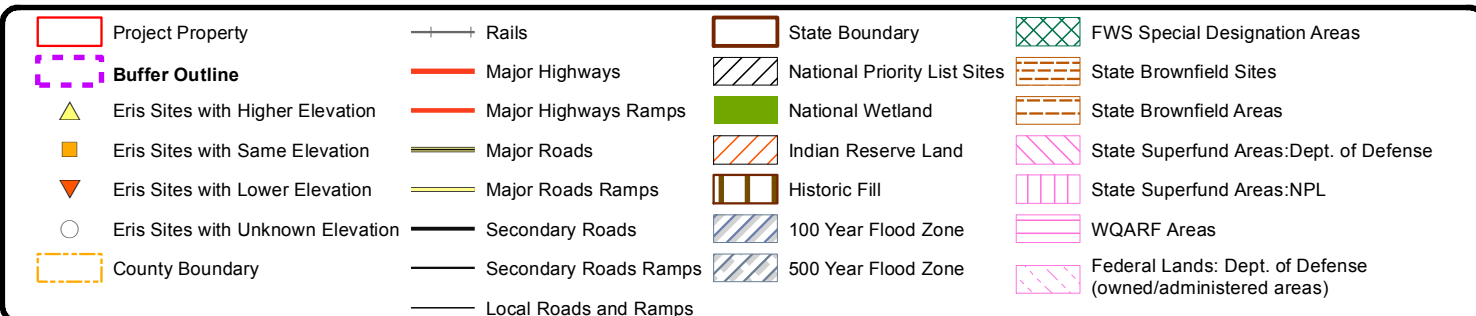 Project Property
Buffer Outline
Eris Sites with Higher Elevation
Eris Sites with Same Elevation
Eris Sites with Lower Elevation
Eris Sites with Unknown Elevation
County Boundary
Rails
Major Highways
Major Highways Ramps
Major Roads
Major Roads Ramps
Secondary Roads
Secondary Roads Ramps
Local Roads and Ramps
State Boundary
National Priority List Sites
National Wetland
Indian Reserve Land
Historic Fill
100 Year Flood Zone
500 Year Flood Zone
FWS Special Designation Areas
State Brownfield Sites
State Brownfield Areas
State Superfund Areas:Dept. of Defense
State Superfund Areas:NPL
WQARF Areas
Federal Lands: Dept. of Defense
(owned/administered areas)